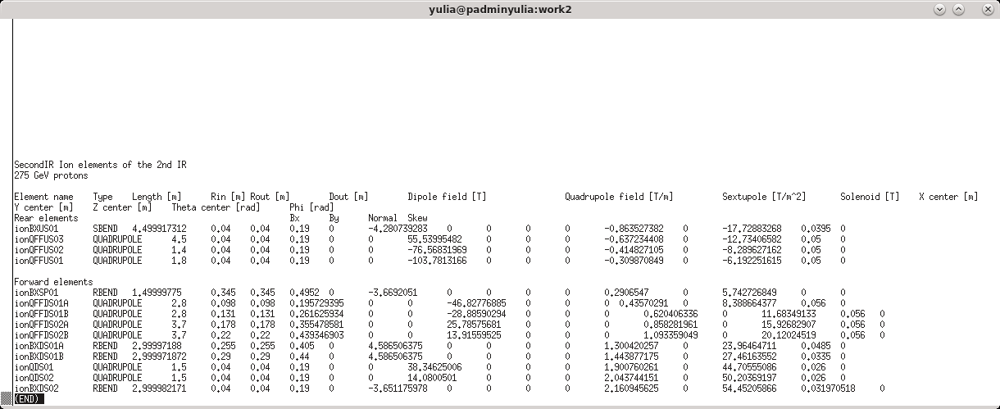 yulia@padminyulia:work2
SecondIR Ion elements of the 2nd IR
275 GeV protons
Element name Type Length [m] Rin [m] Rout [m] Dout [m] Dipole field [T] Quadrupole field [T/m] Sextupole [T/m^2] Solenoid [T] X center [m]
Y center [m] Z center [m] Theta center [rad] Phi [rad]
Rear elements Bx By Normal Skew
ionBXUS01 SBEND 4.499917312 0.04 0.04 0.19 0 -4.280739283 0 0 0 0 -0.863527382 0 -17.72883268 0.0395 0
ionQFFUS03 QUADRUPOLE 4.5 0.04 0.04 0.19 0 0 55.53995482 0 0 0 -0.637234408 0 -12.73406582 0.05 0
ionQFFUS02 QUADRUPOLE 1.4 0.04 0.04 0.19 0 0 -76.56831969 0 0 0 -0.414827105 0 -8.289627162 0.05 0
ionQFFUS01 QUADRUPOLE 1.8 0.04 0.04 0.19 0 0 -103.7813166 0 0 0 -0.309870849 0 -6.192251615 0.05 0
Forward elements
ionBXSP01 RBEND 1.49999775 0.345 0.345 0.4952 0 -3.6692051 0 0 0 0 0.2906547 0 5.742726849 0 0
ionQFFDS01A QUADRUPOLE 2.8 0.098 0.098 0.195729395 0 0 -46.82776885 0 0 0 0.43570291 0 8.388664377 0.056 0
ionQFFDS01B QUADRUPOLE 2.8 0.131 0.131 0.261625934 0 0 -28.88590294 0 0 0 0.620406336 0 11.68349133 0.056 0
ionQFFDS02A QUADRUPOLE 3.7 0.178 0.178 0.355478581 0 0 25.78575681 0 0 0 0.858281961 0 15.92682907 0.056 0
ionQFFDS02B QUADRUPOLE 3.7 0.22 0.22 0.439346903 0 0 13.91559525 0 0 0 1.093359049 0 20.12024519 0.056 0
ionBXDS01A RBEND 2.99997188 0.255 0.255 0.405 0 4.586506375 0 0 0 0 1.300420257 0 23.96464711 0.0485 0
ionBXDS01B RBEND 2.999971872 0.29 0.29 0.44 0 4.586506375 0 0 0 0 1.443877175 0 27.46163552 0.0335 0
ionQDS01 QUADRUPOLE 1.5 0.04 0.04 0.19 0 0 38.34625006 0 0 0 1.900760261 0 44.70555086 0.026 0
ionQDS02 QUADRUPOLE 1.5 0.04 0.04 0.19 0 0 14.0800501 0 0 0 2.043744151 0 50.20369197 0.026 0
ionBXDS02 RBEND 2.999982171 0.04 0.04 0.19 0 -3.651175978 0 0 0 0 2.160945625 0 54.45205866 0.031970518 0
(END)